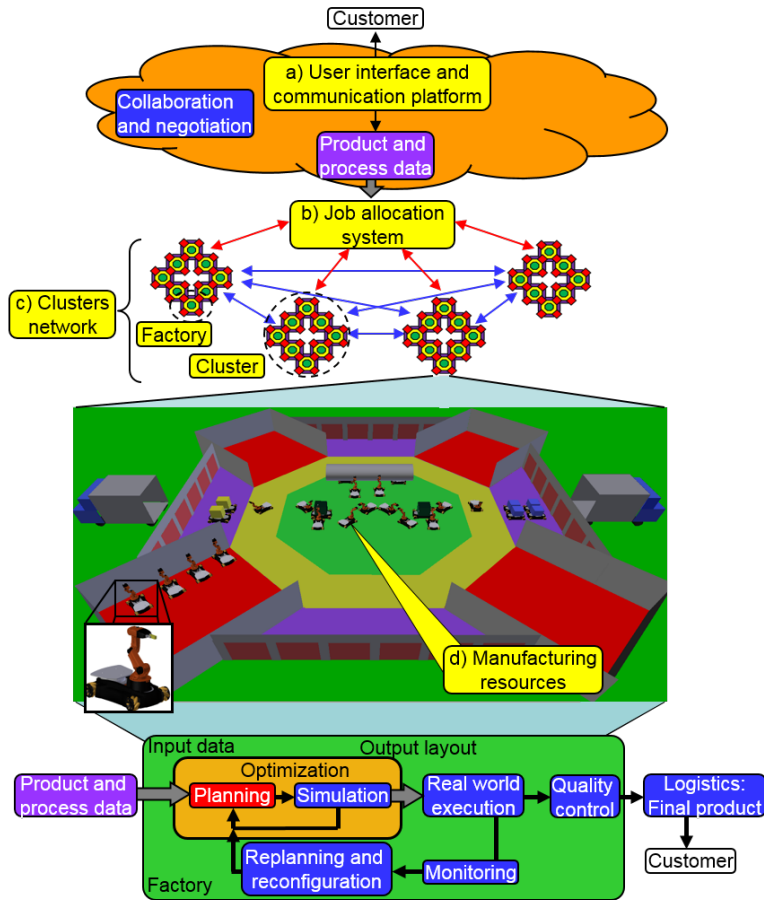 Customer
a) User interface and
communication platform
Collaboration
and negotiation
Product and
process data
b) Job allocation
system
c) Clusters
network
Factory
Cluster
d) Manufacturing
resources
Input data
Output layout
Optimization
Product and
process data
Planning
Simulation
Real world
execution
Quality
control
Logistics:
Final product
Replanning and
reconfiguration
Monitoring
Customer
Factory